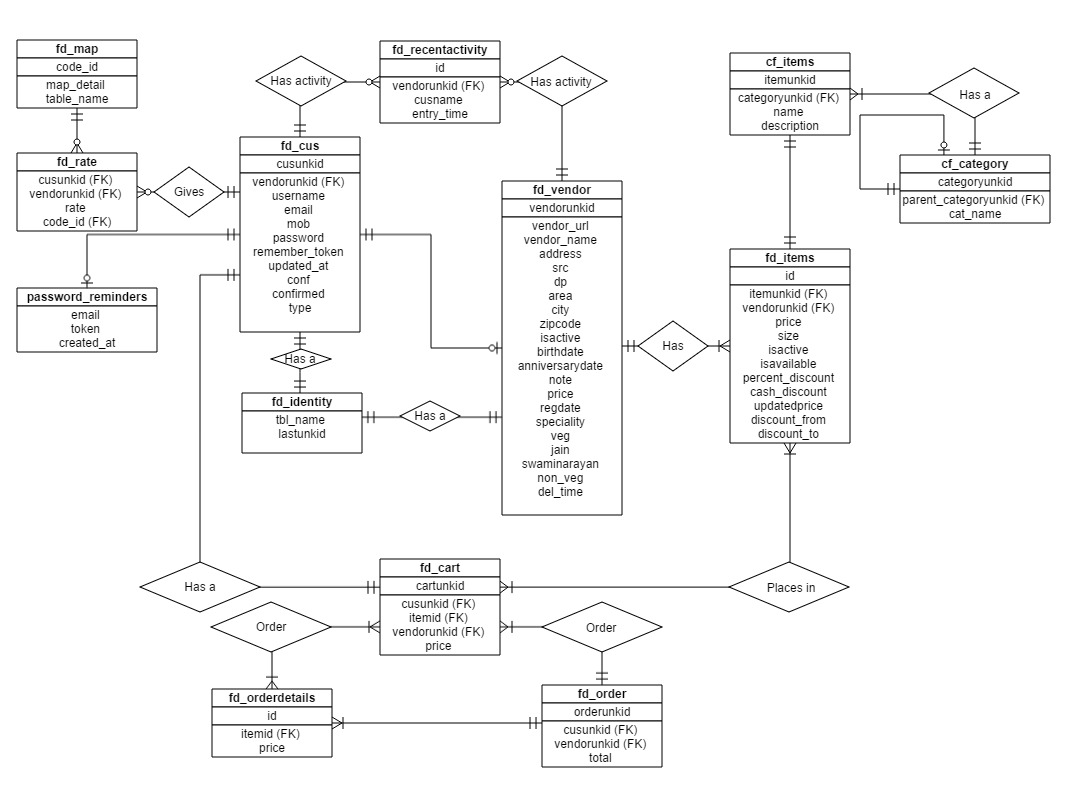 fd_map
code_id
map_detail
table_name
fd_rate
cusunkid (FK)
vendorunkid (FK)
rate
code_id (FK)
Gives
password_reminders
email
token
created_at
Has activity
fd_recentactivity
id
vendorunkid (FK)
cusname
entry_time
Has activity
fd_cus
cusunkid
vendorunkid (FK)
username
email
mob
password
remember_token
updated_at
conf
confirmed
type
Has a
fd_identity
tbl_name
lastunkid
Has a
fd_vendor
vendorunkid
vendor_url
vendor_name
address
src
dp
area
city
zipcode
isactive
birthdate
anniversarydate
note
price
regdate
speciality
veg
jain
swaminarayan
non_veg
del_time
Has
cf_items
itemunkid
categoryunkid (FK)
name
description
Has a
cf_category
categoryunkid
parent_categoryunkid (FK)
cat_name
fd_items
id
itemunkid (FK)
vendorunkid (FK)
price
size
isactive
isavailable
percent_discount
cash_discount
updatedprice
discount_from
discount_to
Has a
fd_cart
cartunkid
cusunkid (FK)
itemid (FK)
vendorunkid (FK)
price
Places in
Order
Order
fd_orderdetails
id
itemid (FK)
price
fd_order
orderunkid
cusunkid (FK)
vendorunkid (FK)
total